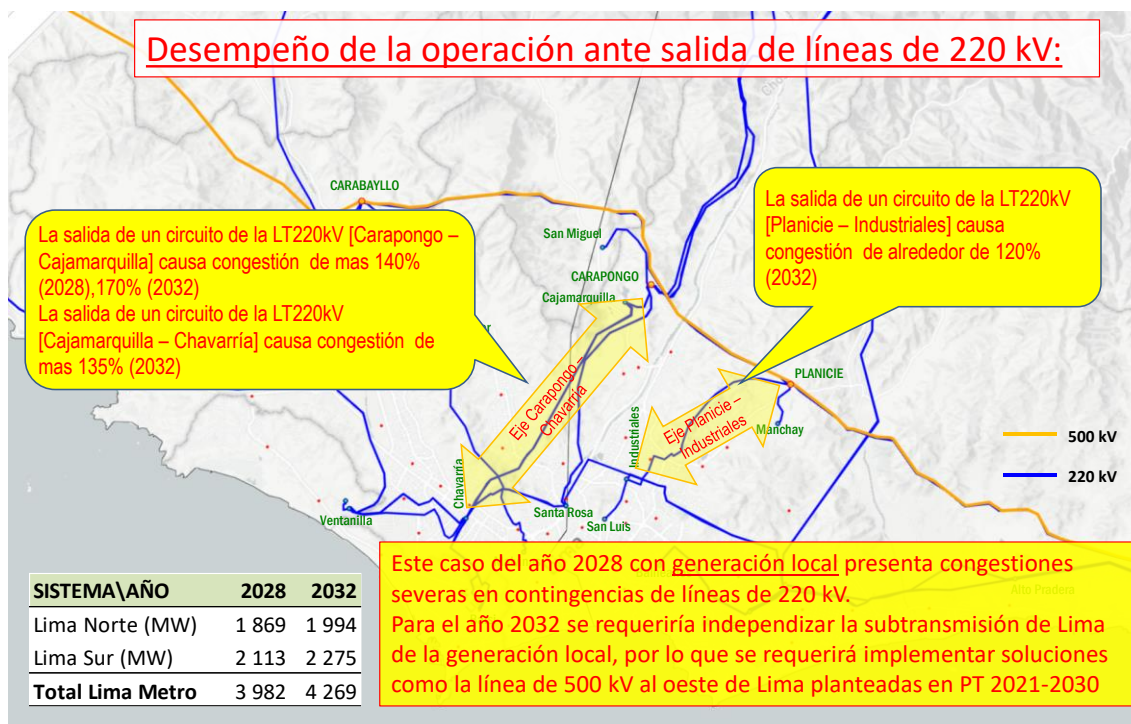 Desempeño de la operación ante salida de líneas de 220 kV:
CARABAYLLO
La salida de un circuito de la LT220kV [Carapongo –
Cajamarquilla] causa congestión de mas 140%
(2028),170% (2032)
La salida de un circuito de la LT220kV
[Cajamarquilla – Chavarría] causa congestión de
mas 135% (2032)
La salida de un circuito de la LT220kV
[Planicie – Industriales] causa
congestión de alrededor de 120%
(2032)
San Miguel
CARAPONGO
Cajamarquilla
PLANICIE
Manchay
Eje Carapongo –
Chavarría
Eje Planicie –
Industriales
Industriales
Chavarría
Ventanilla
Santa Rosa
San Luis
500 kV
220 kV
SISTEMA\AÑO 2028 2032
Lima Norte (MW) 1 869 1 994
Lima Sur (MW) 2 113 2 275
Total Lima Metro 3 982 4 269
Este caso del año 2028 con generación local presenta congestiones
severas en contingencias de líneas de 220 kV.
Para el año 2032 se requeriría independizar la subtransmisión de Lima
de la generación local, por lo que se requerirá implementar soluciones
como la línea de 500 kV al oeste de Lima planteadas en PT 2021-2030
Alto Pradera